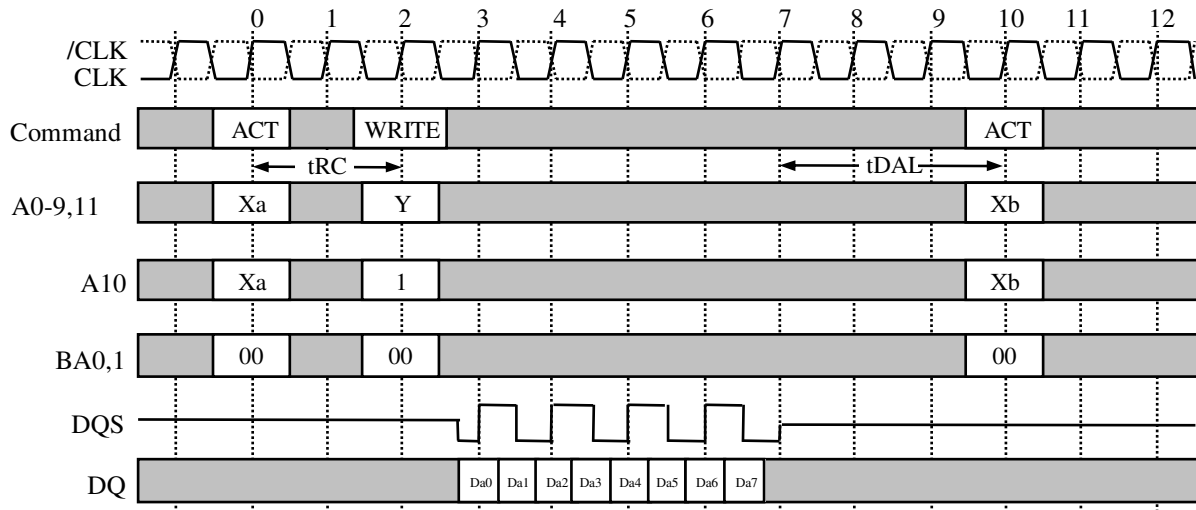 0 1 2 3 4 5 6 7 8 9 10 11 12
/CLK
CLK
Command ACT WRITE ACT
tRC tDAL
A0-9,11 Xa Y Xb
A10 Xa 1 Xb
BA0,1 00 00 00
DQS
DQ Da0 Da1 Da2 Da3 Da4 Da5 Da6 Da7